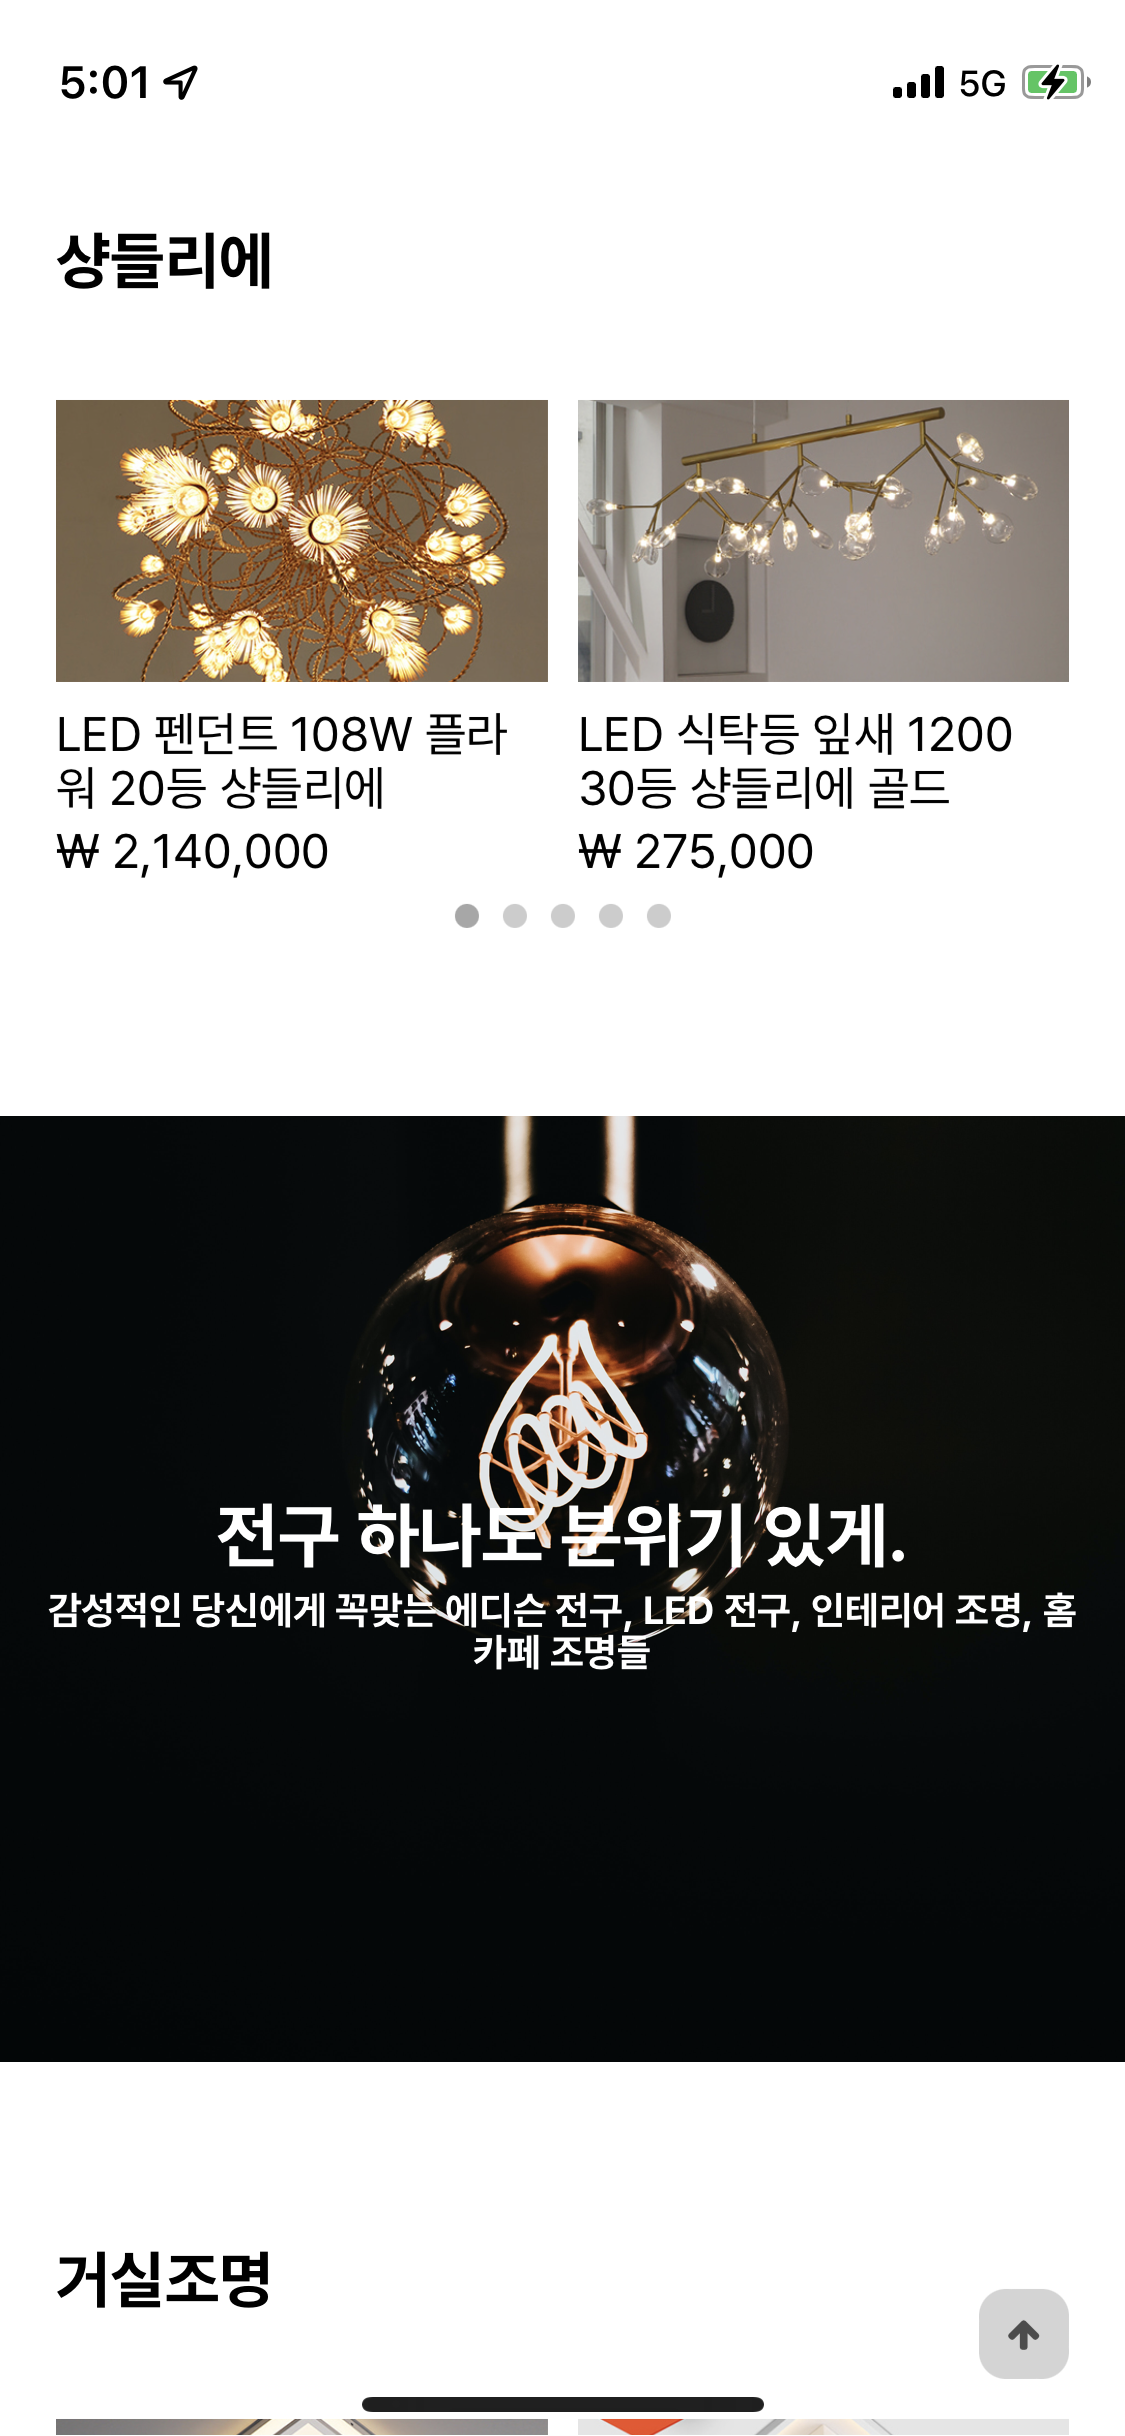 5:01
5G
샹들리에
LED 펜던트 108W 플라
워 20등 샹들리에
₩ 2,140,000
LED 식탁등 잎새 1200
30등 샹들리에 골드
₩ 275,000
전구 하나도 분위기 있게.
감성적인 당신에게 꼭맞는 에디슨 전구, LED 전구, 인테리어 조명, 홈
카페 조명들
거실조명